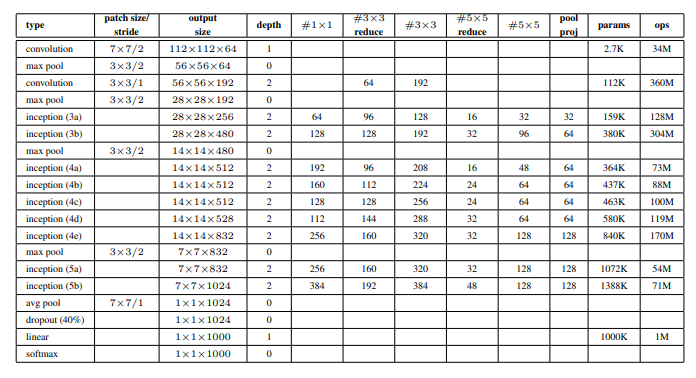 type patch size/ stride output size depth #1×1 #3×3 reduce #3×3 #5×5 reduce #5×5 pool proj params ops
convolution 7×7/2 112×112×64 1 2.7K 34M
max pool 3×3/2 56×56×64 0
convolution 3×3/1 56×56×192 2 64 192 112K 360M
max pool 3×3/2 28×28×192 0
inception (3a) 28×28×256 2 64 96 128 16 32 32 159K 128M
inception (3b) 28×28×480 2 128 128 192 32 96 64 380K 304M
max pool 3×3/2 14×14×480 0
inception (4a) 14×14×512 2 192 96 208 16 48 64 364K 73M
inception (4b) 14×14×512 2 160 112 224 24 64 64 437K 88M
inception (4c) 14×14×512 2 128 128 256 24 64 64 463K 100M
inception (4d) 14×14×528 2 112 144 288 32 64 64 580K 119M
inception (4e) 14×14×832 2 256 160 320 32 128 128 840K 170M
max pool 3×3/2 7×7×832 0
inception (5a) 7×7×832 2 256 160 320 32 128 128 1072K 54M
inception (5b) 7×7×1024 2 384 192 384 48 128 128 1388K 71M
avg pool 7×7/1 1×1×1024 0
dropout (40%) 1×1×1024 0
linear 1×1×1000 1 1000K 1M
softmax 1×1×1000 0